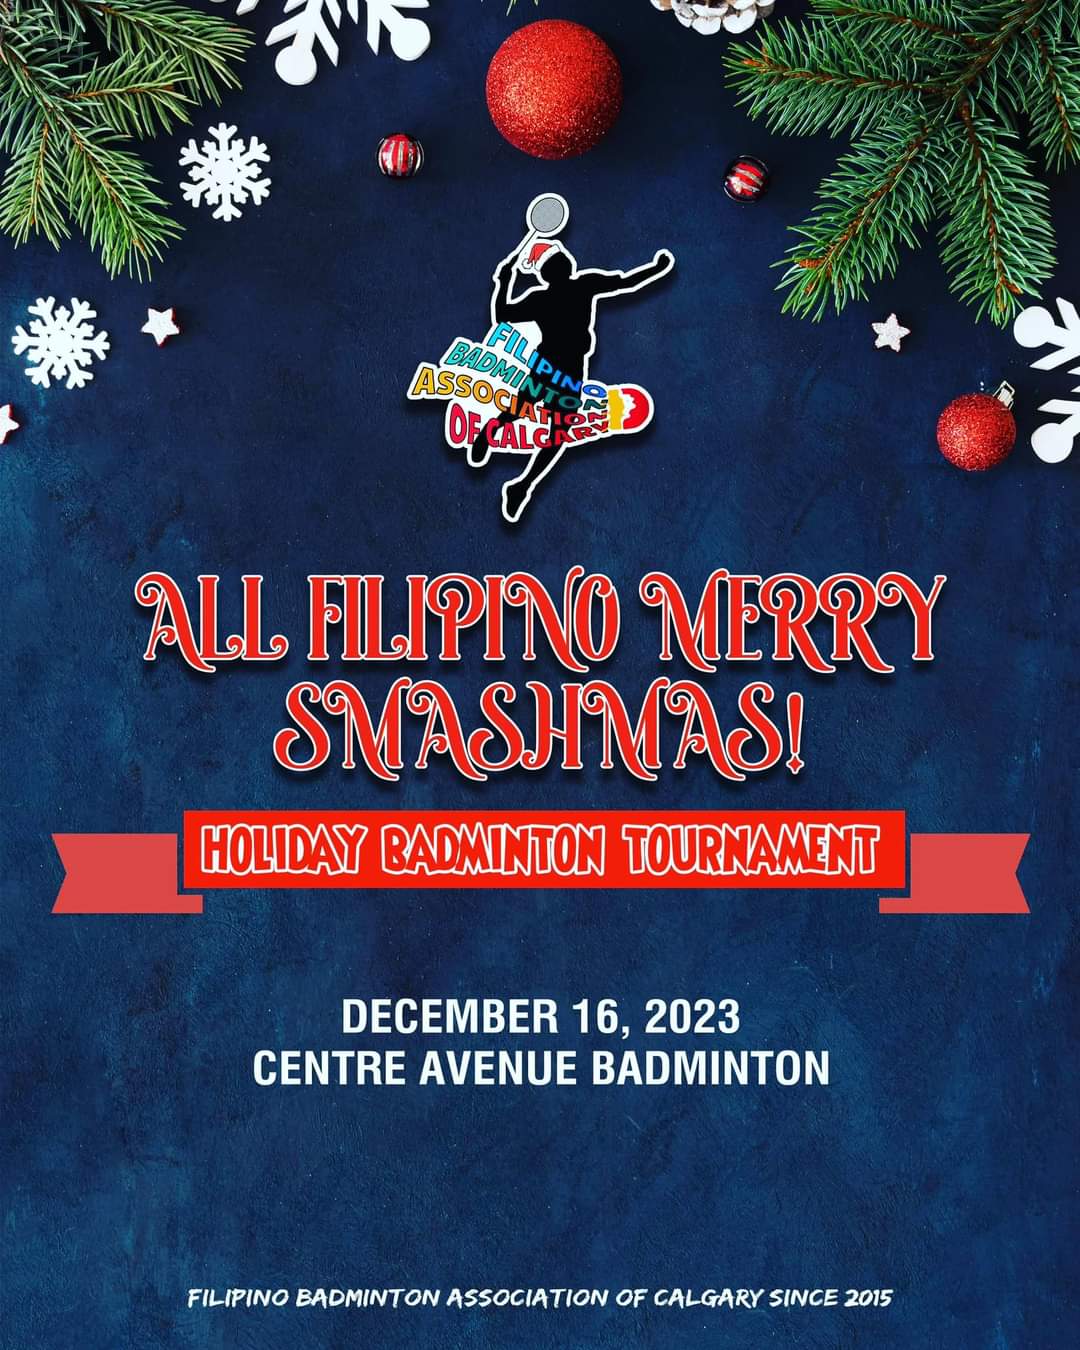 FILIPINO
BADMINTON
ASSOCIATION
OF CALGARY
ALL FILIPINO MERRY
SMASHMAS!
HOLIDAY BADMINTON TOURNAMENT
DECEMBER 16, 2023
CENTRE AVENUE BADMINTON
FILIPINO BADMINTON ASSOCIATION OF CALGARY SINCE 2015